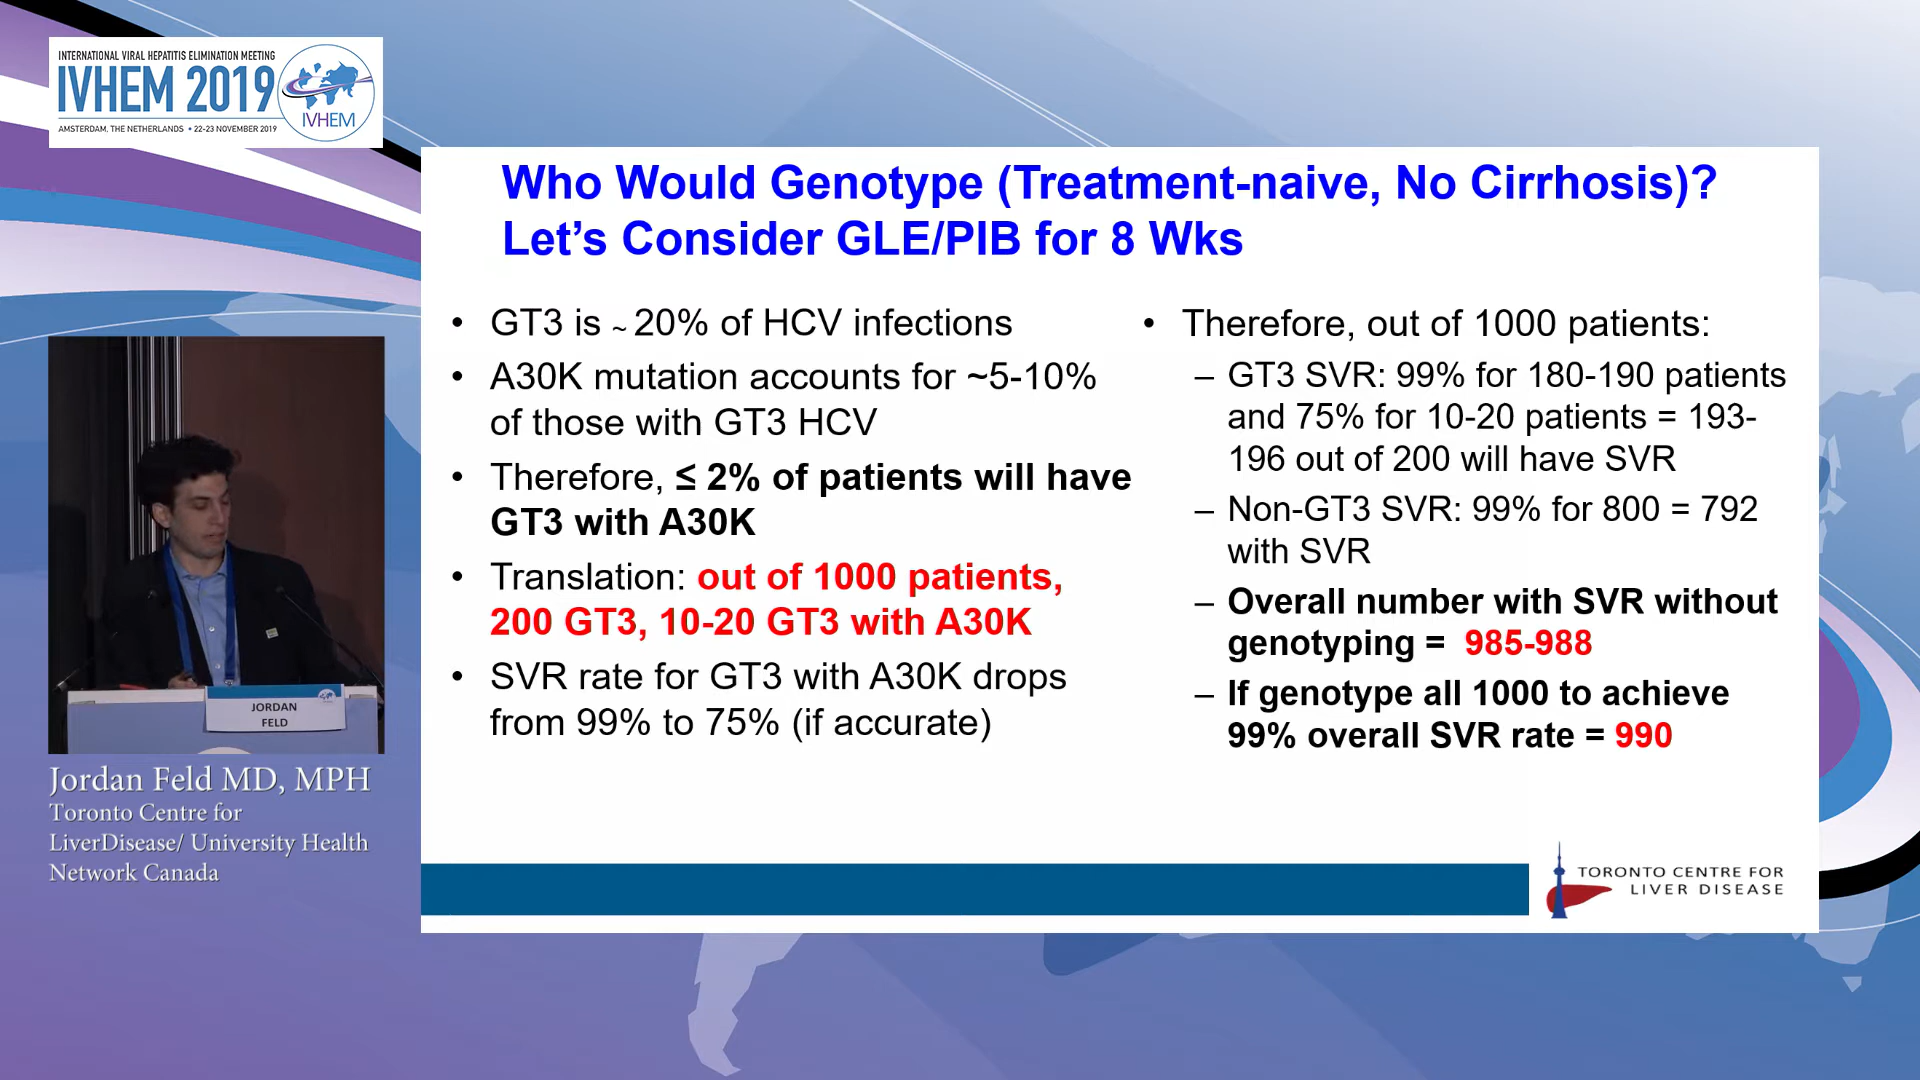 INTERNATIONAL VIRAL HEPATITIS ELIMINATION MEETING
IVHEM 2019
IVHEM
AMSTERDAM, THE NETHERLANDS • 22-23 NOVEMBER 2019
Who Would Genotype (Treatment-naive, No Cirrhosis)?
Let's Consider GLE/PIB for 8 Wks
• GT3 is ~ 20% of HCV infections
• A30K mutation accounts for ~5-10%
of those with GT3 HCV
• Therefore, ≤ 2% of patients will have
GT3 with A30K
• Translation: out of 1000 patients,
200 GT3, 10-20 GT3 with A30K
• SVR rate for GT3 with A30K drops
from 99% to 75% (if accurate)
• Therefore, out of 1000 patients:
– GT3 SVR: 99% for 180-190 patients
and 75% for 10-20 patients = 193-
196 out of 200 will have SVR
– Non-GT3 SVR: 99% for 800 = 792
with SVR
– Overall number with SVR without
genotyping = 985-988
– If genotype all 1000 to achieve
99% overall SVR rate = 990
TORONTO CENTRE FOR
LIVER DISEASE
JORDAN
FELD
Jordan Feld MD, MPH
Toronto Centre for
LiverDisease/ University Health
Network Canada